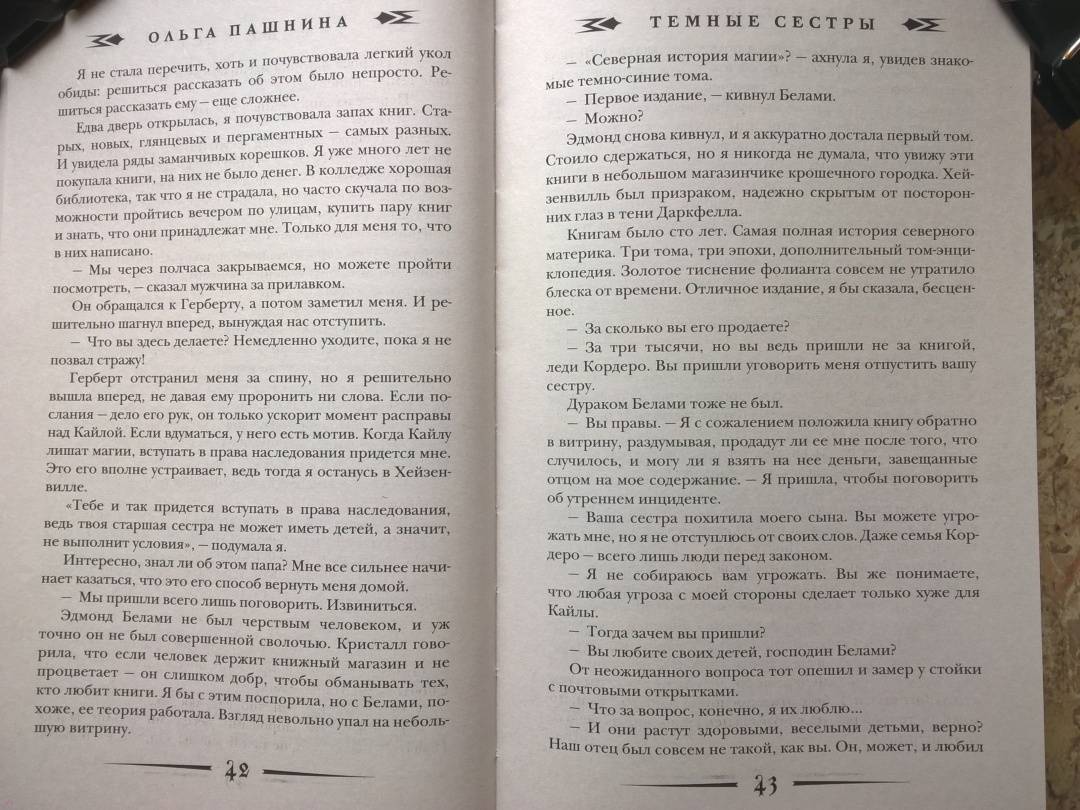 ОЛЬГА ПАШНИНА
Я не стала перечить, хоть и почувствовала легкий укол
обиды: решиться рассказать об этом было непросто. Ре-
шиться рассказать ему — еще сложнее.
Едва дверь открылась, я почувствовала запах книг. Ста-
рых, новых, глянцевых и пергаментных — самых разных.
И увидела ряды заманчивых корешков. Я уже много лет не
покупала книги, на них не было денег. В колледже хорошая
библиотека, так что я не страдала, но часто скучала по воз-
можности пройтись вечером по улицам, купить пару книг
и знать, что они принадлежат мне. Только для меня то, что
в них написано.
— Мы через полчаса закрываемся, но можете пройти
посмотреть, — сказал мужчина за прилавком.
Он обращался к Герберту, а потом заметил меня. И ре-
шительно шагнул вперед, вынуждая нас отступить.
— Что вы здесь делаете? Немедленно уходите, пока я не
позвал стражу!
Герберт отстранил меня за спину, но я решительно
вышла вперед, не давая ему проронить ни слова. Если по-
слания — дело его рук, он только ускорит момент расправы
над Кайлой. Если вдуматься, у него есть мотив. Когда Кайлу
лишат магии, вступать в права наследования придется мне.
Это его вполне устраивает, ведь тогда я останусь в Хейзен-
вилле.
«Тебе и так придется вступать в права наследования,
ведь твоя старшая сестра не может иметь детей, а значит,
не выполнит условия», — подумала я.
Интересно, знал ли об этом папа? Мне все сильнее начи-
нает казаться, что это его способ вернуть меня домой.
— Мы пришли всего лишь поговорить. Извиниться.
Эдмонд Белами не был черствым человеком, и уж
точно он не был совершенной сволочью. Кристалл гово-
рила, что если человек держит книжный магазин и не
процветает — он слишком добр, чтобы обманывать тех,
кто любит книги. Я бы с этим поспорила, но с Белами, по-
хоже, ее теория работала. Взгляд невольно упал на неболь-
шую витрину.
42
ТЕМНЫЕ СЕСТРЫ
— «Северная история магии»? — ахнула я, увидев знако-
мые темно-синие тома.
— Первое издание, — кивнул Белами.
— Можно?
Эдмонд снова кивнул, и я аккуратно достала первый том.
Стоило сдержаться, но я никогда не думала, что увижу эти
книги в небольшом магазинчике крошечного городка. Хей-
зенвилль был призраком, надежно скрытым от посторон-
них глаз в тени Даркфелла.
Книгам было сто лет. Самая полная история северного
материка. Три тома, три эпохи, дополнительный том-энци-
клопедия. Золотое тиснение фолианта совсем не утратило
блеска от времени. Отличное издание, я бы сказала, бесцен-
ное.
— За сколько вы его продаете?
— За три тысячи, но вы ведь пришли не за книгой,
леди Кордеро. Вы пришли уговорить меня отпустить вашу
сестру.
Дураком Белами тоже не был.
— Вы правы. — Я с сожалением положила книгу обратно
в витрину, раздумывая, продадут ли ее мне после того, что
случилось, и могу ли я взять на нее деньги, завещанные
отцом на мое содержание. — Я пришла, чтобы поговорить
об утреннем инциденте.
— Ваша сестра похитила моего сына. Вы можете угро-
жать мне, но я не отступлюсь от своих слов. Даже семья Кор-
деро — всего лишь люди перед законом.
— Я не собираюсь вам угрожать. Вы же понимаете,
что любая угроза с моей стороны сделает только хуже для
Кайлы.
— Тогда зачем вы пришли?
— Вы любите своих детей, господин Белами?
От неожиданного вопроса тот опешил и замер у стойки
с почтовыми открытками.
— Что за вопрос, конечно, я их люблю...
— И они растут здоровыми, веселыми детьми, верно?
Наш отец был совсем не такой, как вы. Он, может, и любил
43